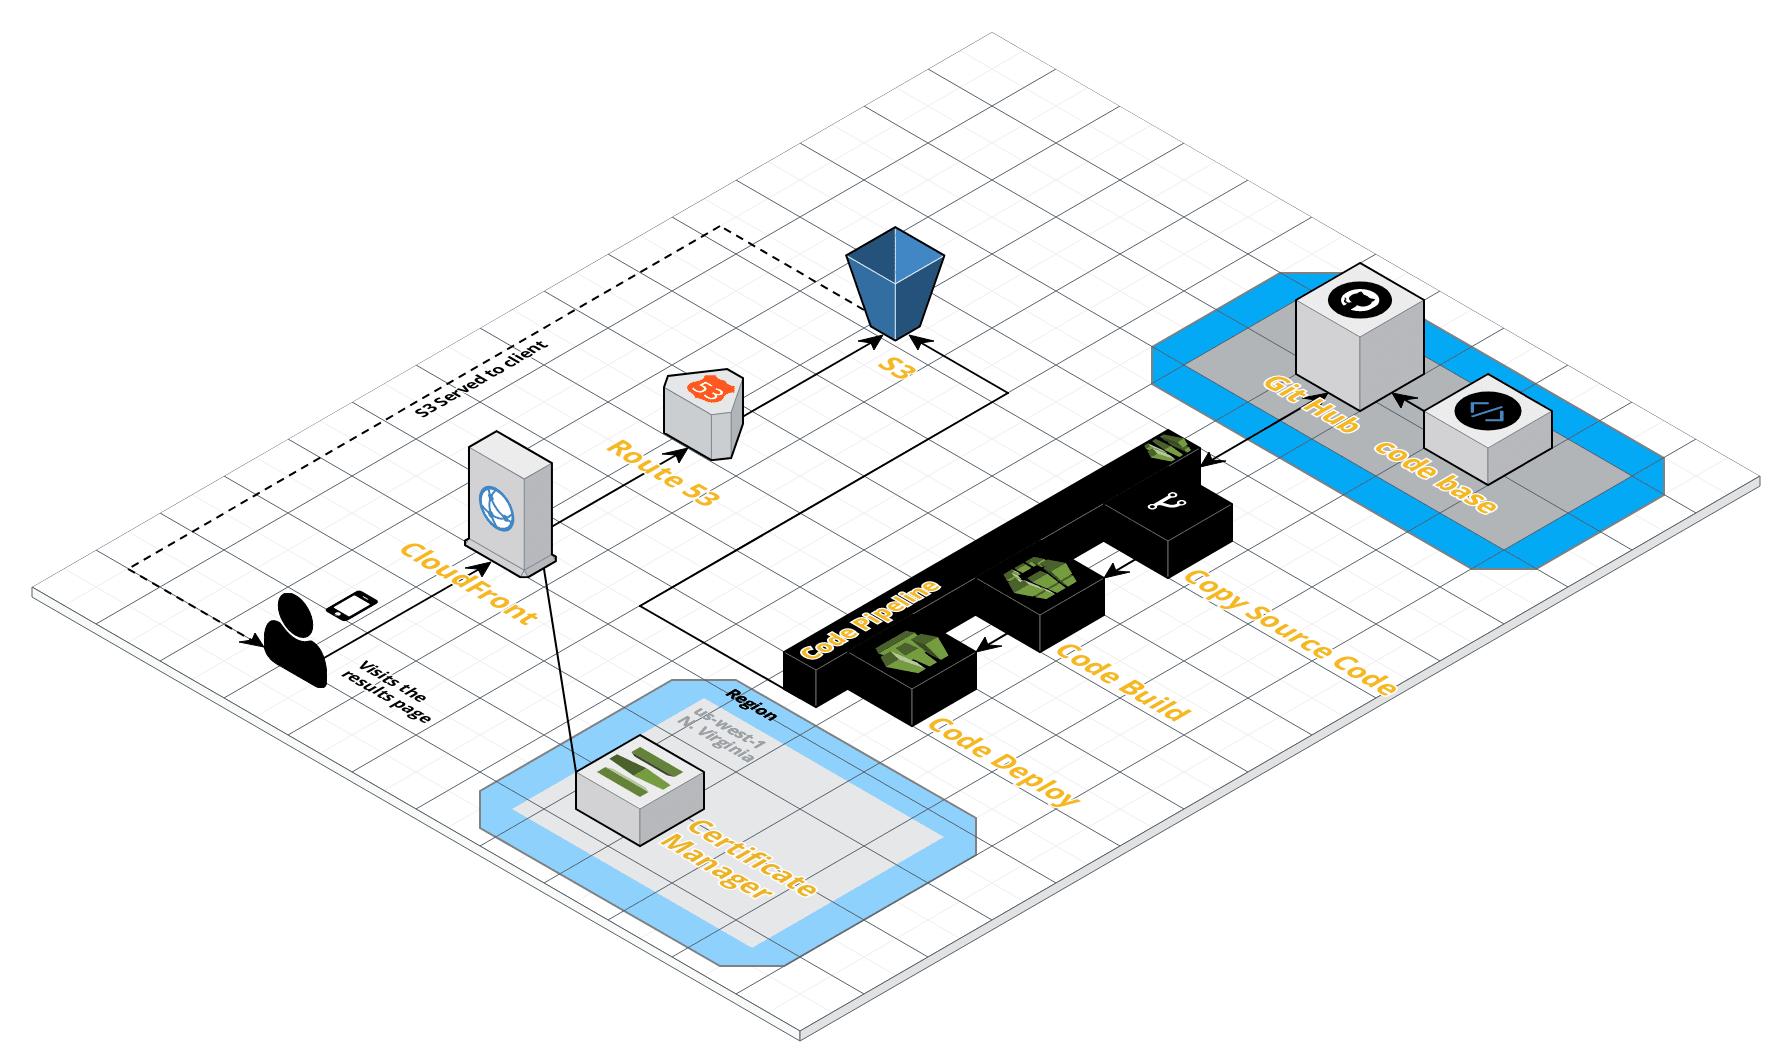 S3
S3 Served to client
53
Route 53
CloudFront
Visits the
results page
Git Hub
</>
code base
Code Pipeline
Copy Source Code
Code Build
Code Deploy
Region
us-west-1
N. Virginia
Certificate
Manager